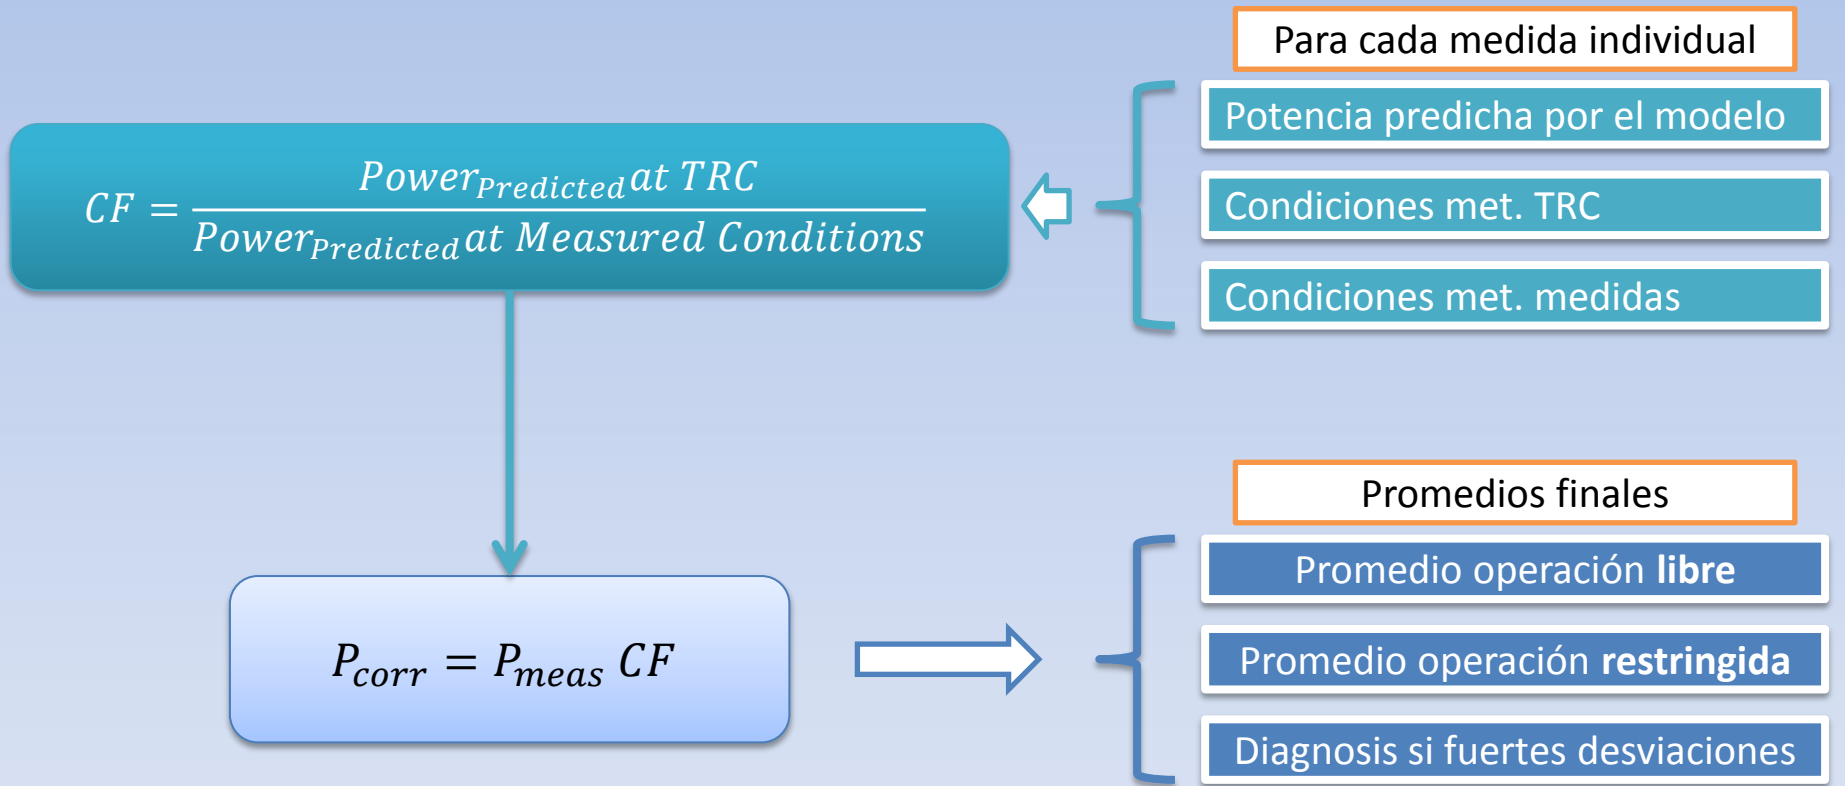 Para cada medida individual
Potencia predicha por el modelo
Condiciones met. TRC
Condiciones met. medidas
CF = Power_Predicted at TRC / Power_Predicted at Measured Conditions
P_corr = P_meas CF
Promedios finales
Promedio operación libre
Promedio operación restringida
Diagnosis si fuertes desviaciones